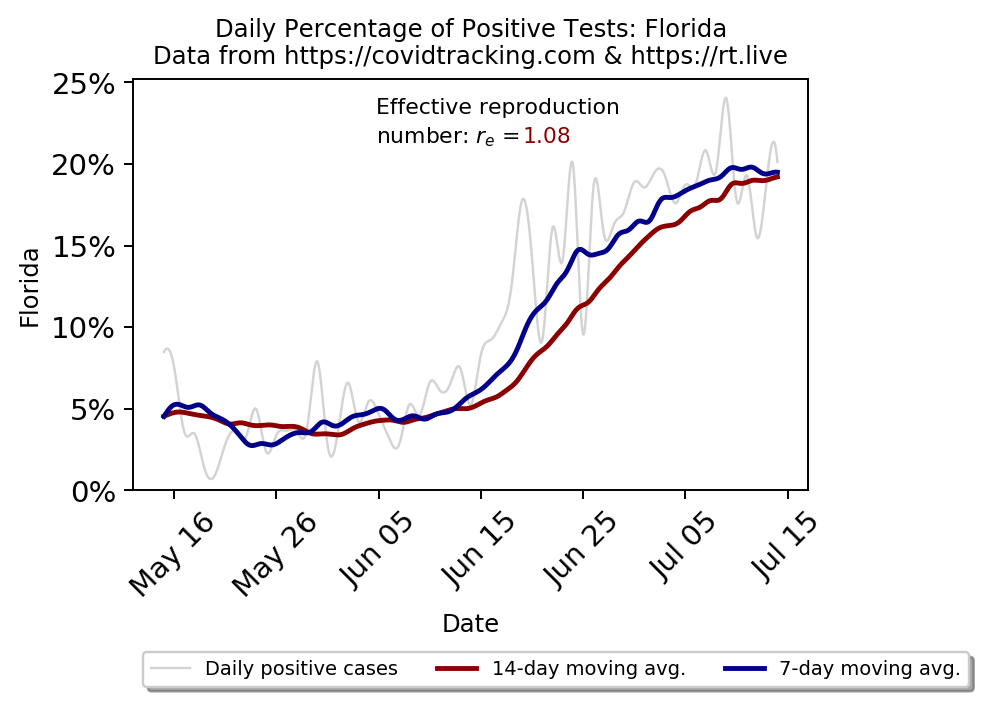 Daily Percentage of Positive Tests: Florida
Data from https://covidtracking.com & https://rt.live
Effective reproduction
number: rₑ =1.08
25%
20%
15%
10%
5%
0%
Florida
May 16
May 26
Jun 05
Jun 15
Jun 25
Jul 05
Jul 15
Date
Daily positive cases
14-day moving avg.
7-day moving avg.